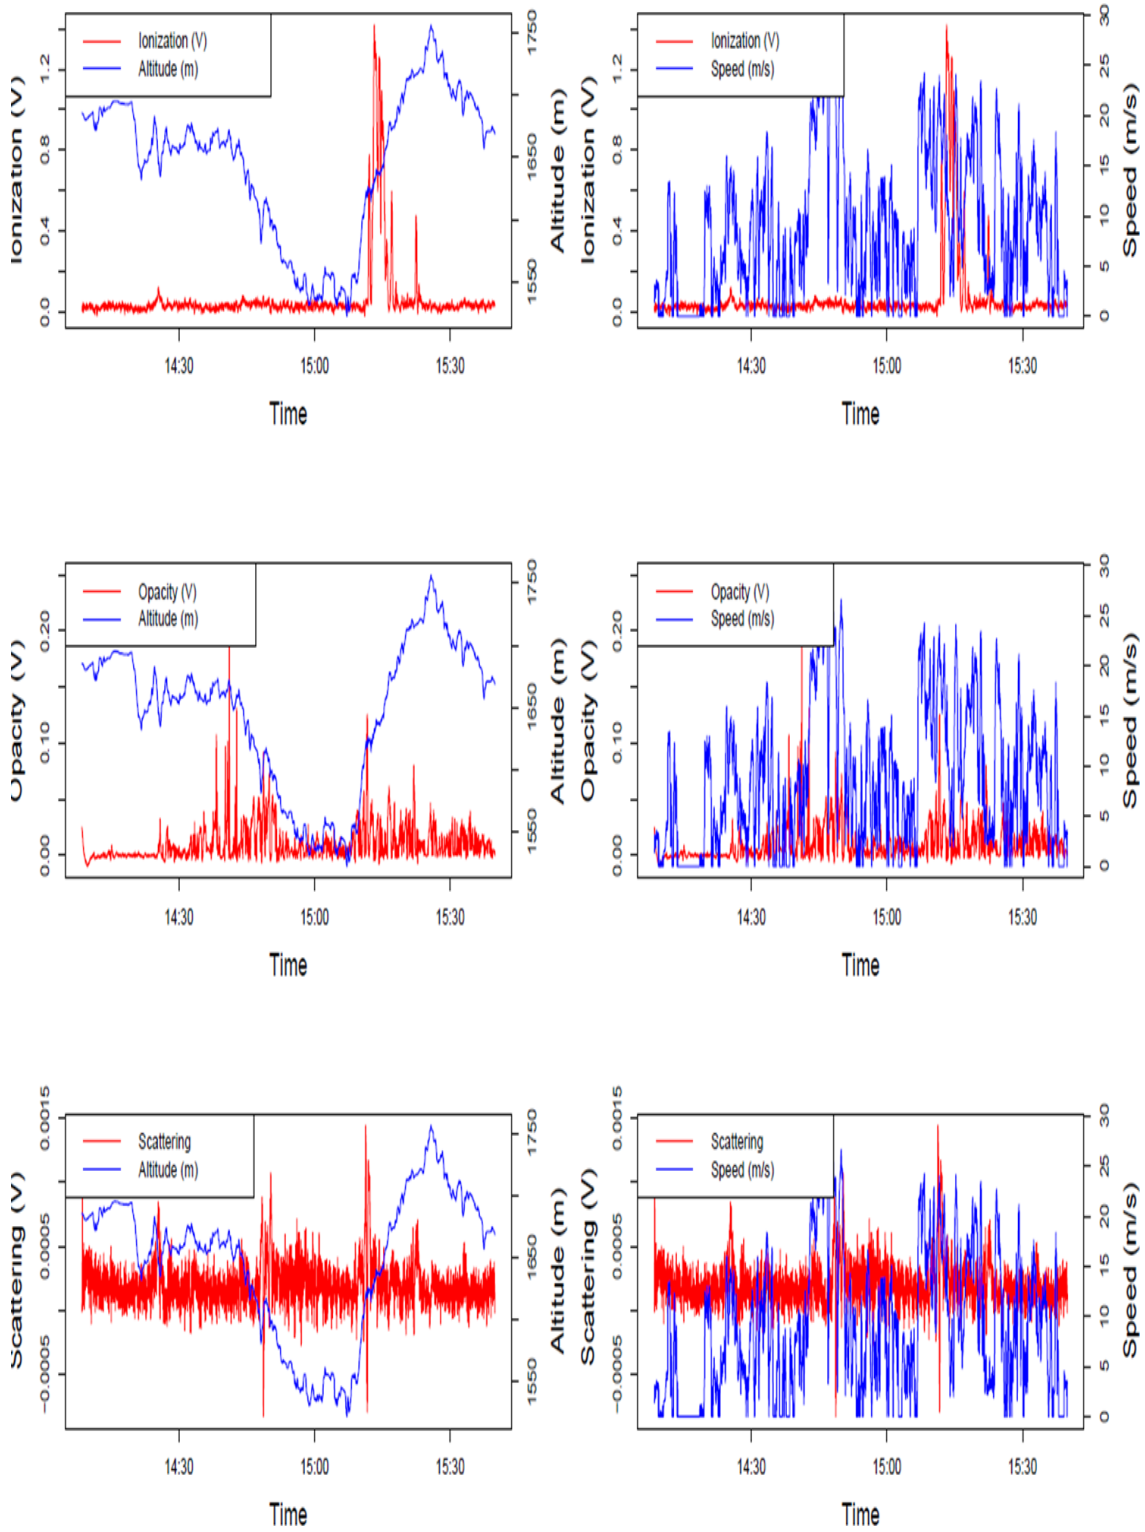 Ionization (V)
Altitude (m)
Ionization (V)
0.0 0.4 0.8 1.2
1550 1650 1750
Altitude (m)
14:30 15:00 15:30
Time
Ionization (V)
Speed (m/s)
Ionization (V)
0.0 0.4 0.8 1.2
0 5 10 15 20 25 30
Speed (m/s)
14:30 15:00 15:30
Time
Opacity (V)
Altitude (m)
Opacity (V)
0.00 0.10 0.20
1550 1650 1750
Altitude (m)
14:30 15:00 15:30
Time
Opacity (V)
Speed (m/s)
Opacity (V)
0.00 0.10 0.20
0 5 10 15 20 25 30
Speed (m/s)
14:30 15:00 15:30
Time
Scattering
Altitude (m)
Scattering (V)
−0.0005 0.0005 0.0015
1550 1650 1750
Altitude (m)
14:30 15:00 15:30
Time
Scattering
Speed (m/s)
Scattering (V)
−0.0005 0.0005 0.0015
0 5 10 15 20 25 30
Speed (m/s)
14:30 15:00 15:30
Time